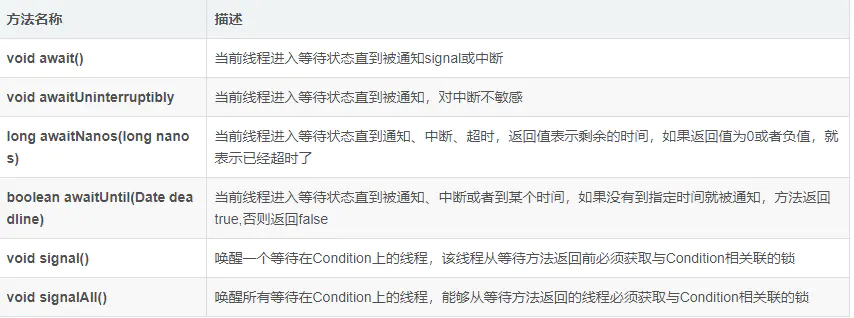 方法名称 描述
void await() 当前线程进入等待状态直到被通知signal或中断
void awaitUninterruptibly 当前线程进入等待状态直到被通知，对中断不敏感
long awaitNanos(long nano 当前线程进入等待状态直到通知、中断、超时，返回值表示剩余的时间，如果返回值为0或者负值，就
s) 表示已经超时了
boolean awaitUntil(Date dea 当前线程进入等待状态直到被通知、中断或者到某个时间，如果没有到指定时间就被通知，方法返回
dline) true,否则返回false
void signal() 唤醒一个等待在Condition上的线程，该线程从等待方法返回前必须获取与Condition相关联的锁
void signalAll() 唤醒所有等待在Condition上的线程，能够从等待方法返回的线程必须获取与Condition相关联的锁